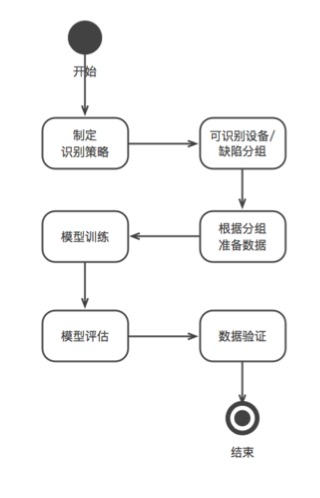 开始
制定
识别策略
可识别设备/
缺陷分组
根据分组
准备数据
模型训练
模型评估
数据验证
结束